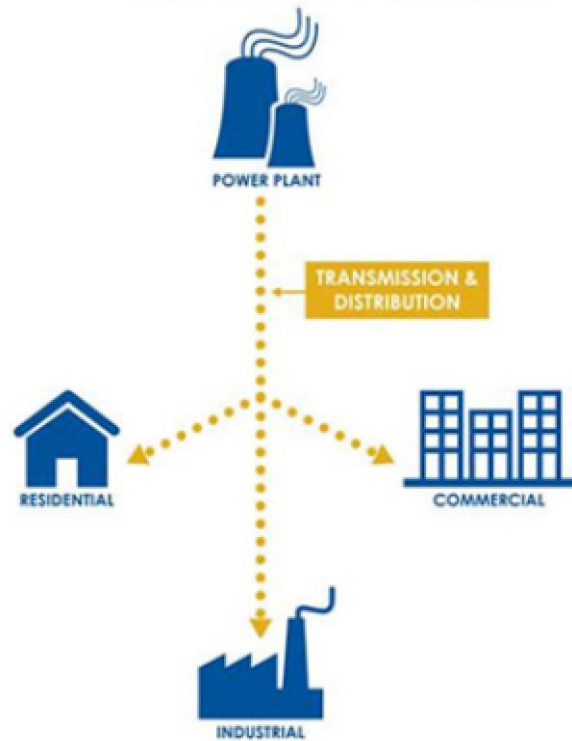 POWER PLANT
TRANSMISSION &
DISTRIBUTION
RESIDENTIAL
COMMERCIAL
INDUSTRIAL